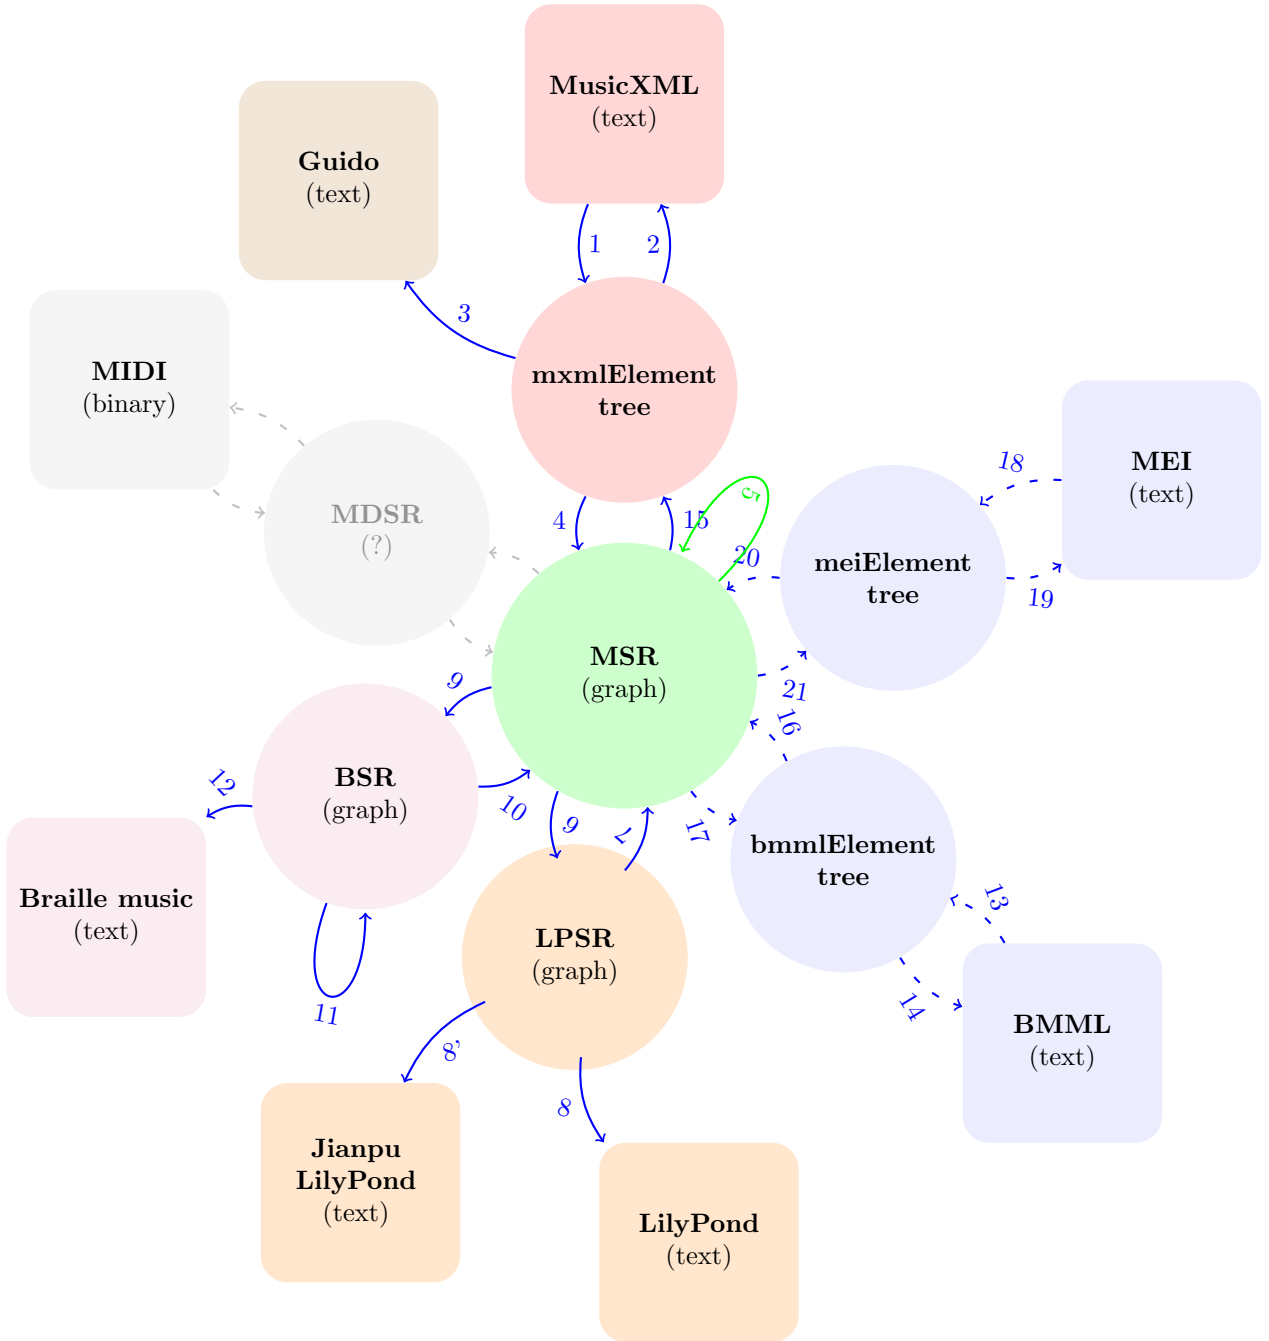 MusicXML
(text)
Guido
(text)
1
2
3
mxmlElement
tree
MIDI
(binary)
MEI
(text)
18
19
5
4
15
MDSR
(?)
20
meiElement
tree
MSR
(graph)
9
21
16
BSR
(graph)
12
10
6
7
17
bmmlElement
tree
Braille music
(text)
13
14
LPSR
(graph)
11
BMML
(text)
8'
8
Jianpu
LilyPond
(text)
LilyPond
(text)